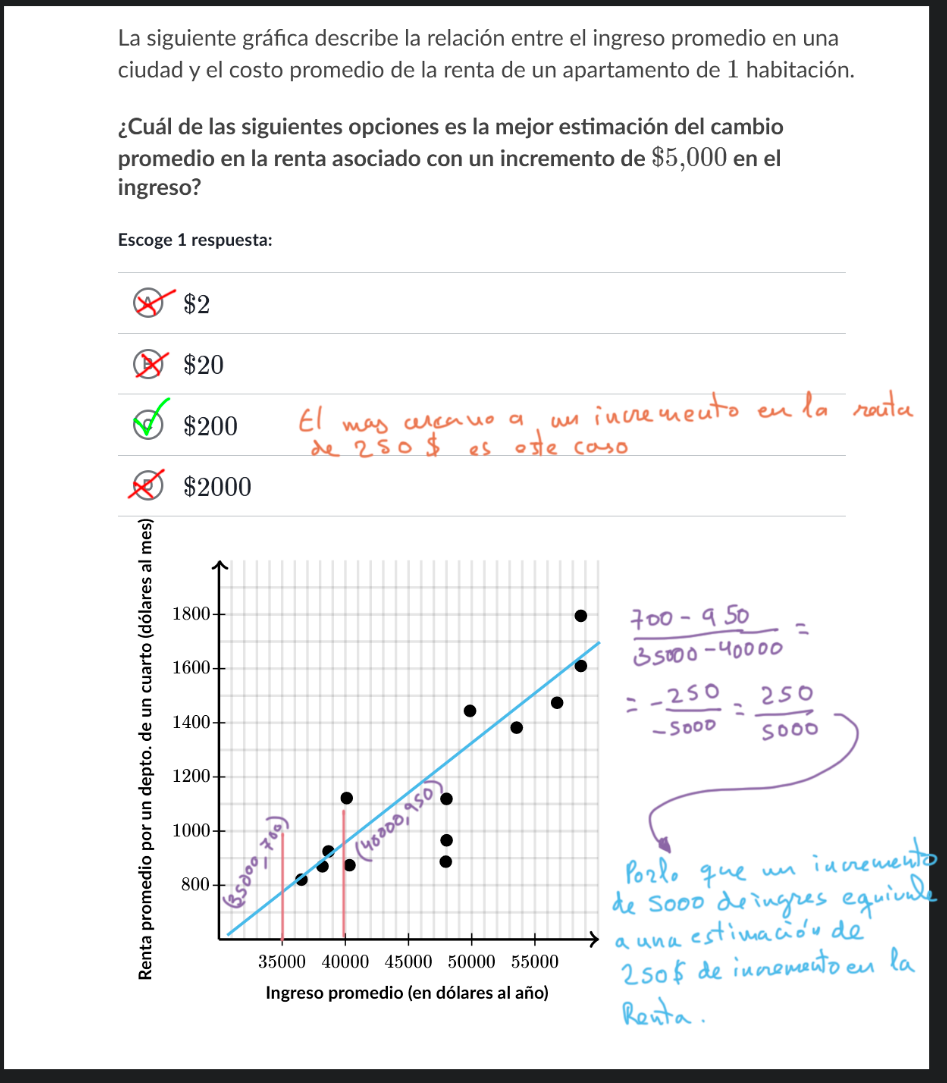 La siguiente gráfica describe la relación entre el ingreso promedio en una
ciudad y el costo promedio de la renta de un apartamento de 1 habitación.
¿Cuál de las siguientes opciones es la mejor estimación del cambio
promedio en la renta asociado con un incremento de $5,000 en el
ingreso?
Escoge 1 respuesta:
A $2
B $20
C $200
El mas cercano a un incremento en la renta
de 250 $ es este caso
D $2000
Renta promedio por un depto. de un cuarto (dólares al mes)
1800
1600
1400
1200
1000
800
(35000, 700)
(40000, 950)
35000 40000 45000 50000 55000
Ingreso promedio (en dólares al año)
700 - 950
35000 - 40000
=
= -250 = 250
-5000 5000
Porlo que un incremento
de 5000 de ingres equivale
a una estimación de
250$ de incremento en la
Renta.